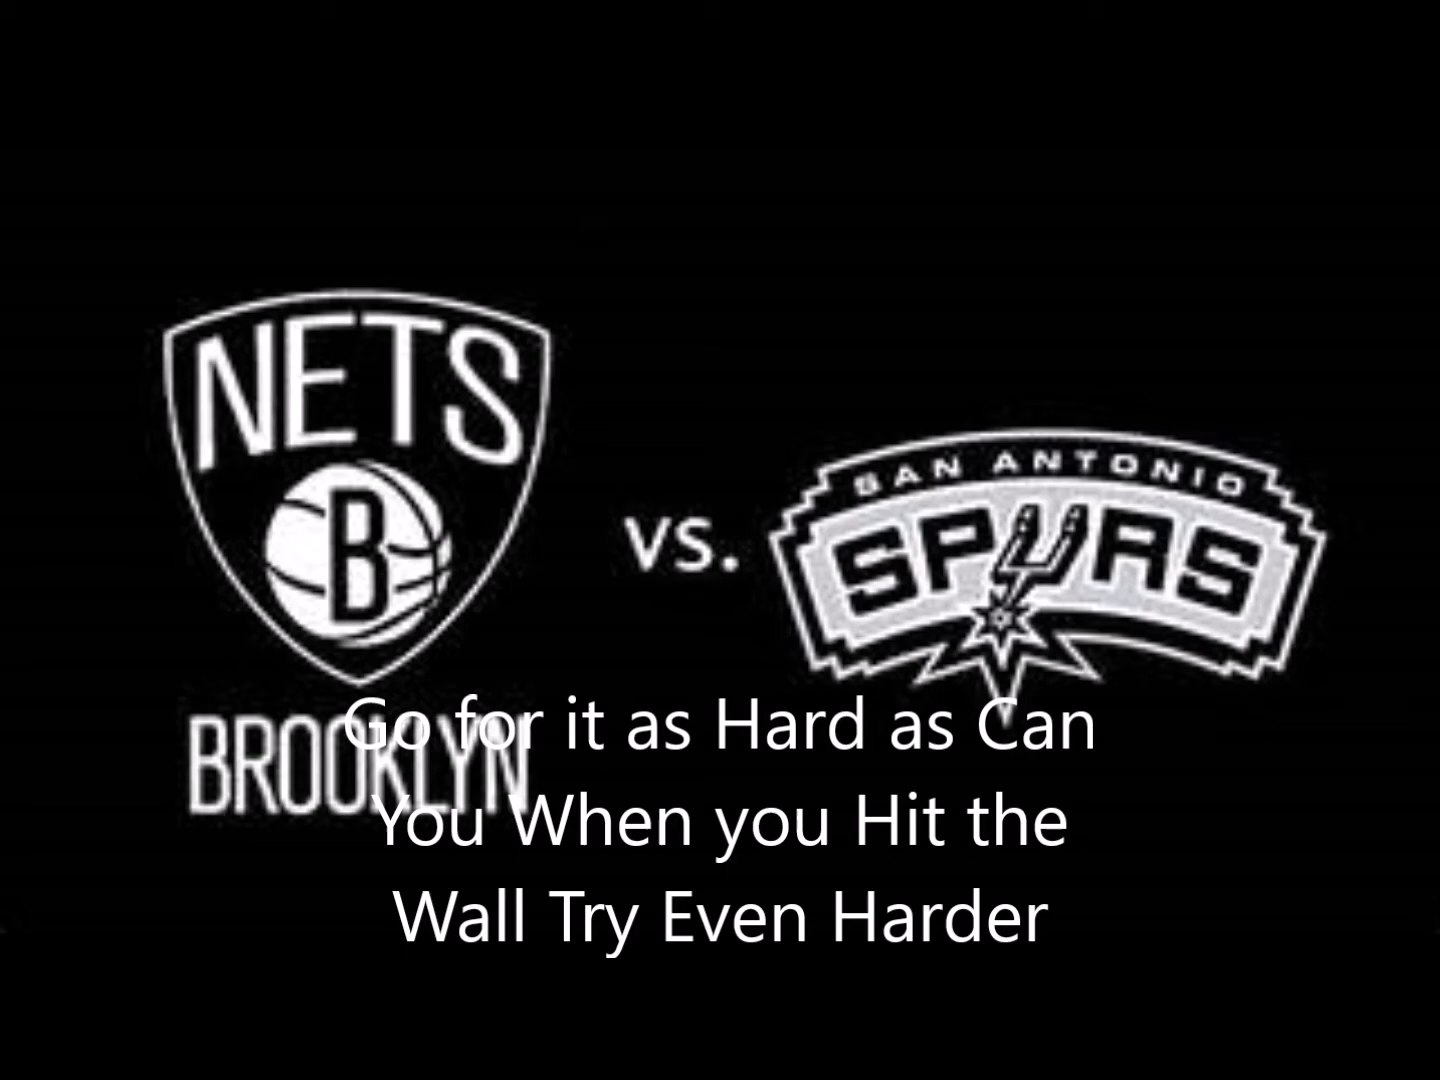 NETS
B
BROOKLYN
vs.
SAN ANTONIO
SPURS
Go for it as Hard as Can
You When you Hit the
Wall Try Even Harder